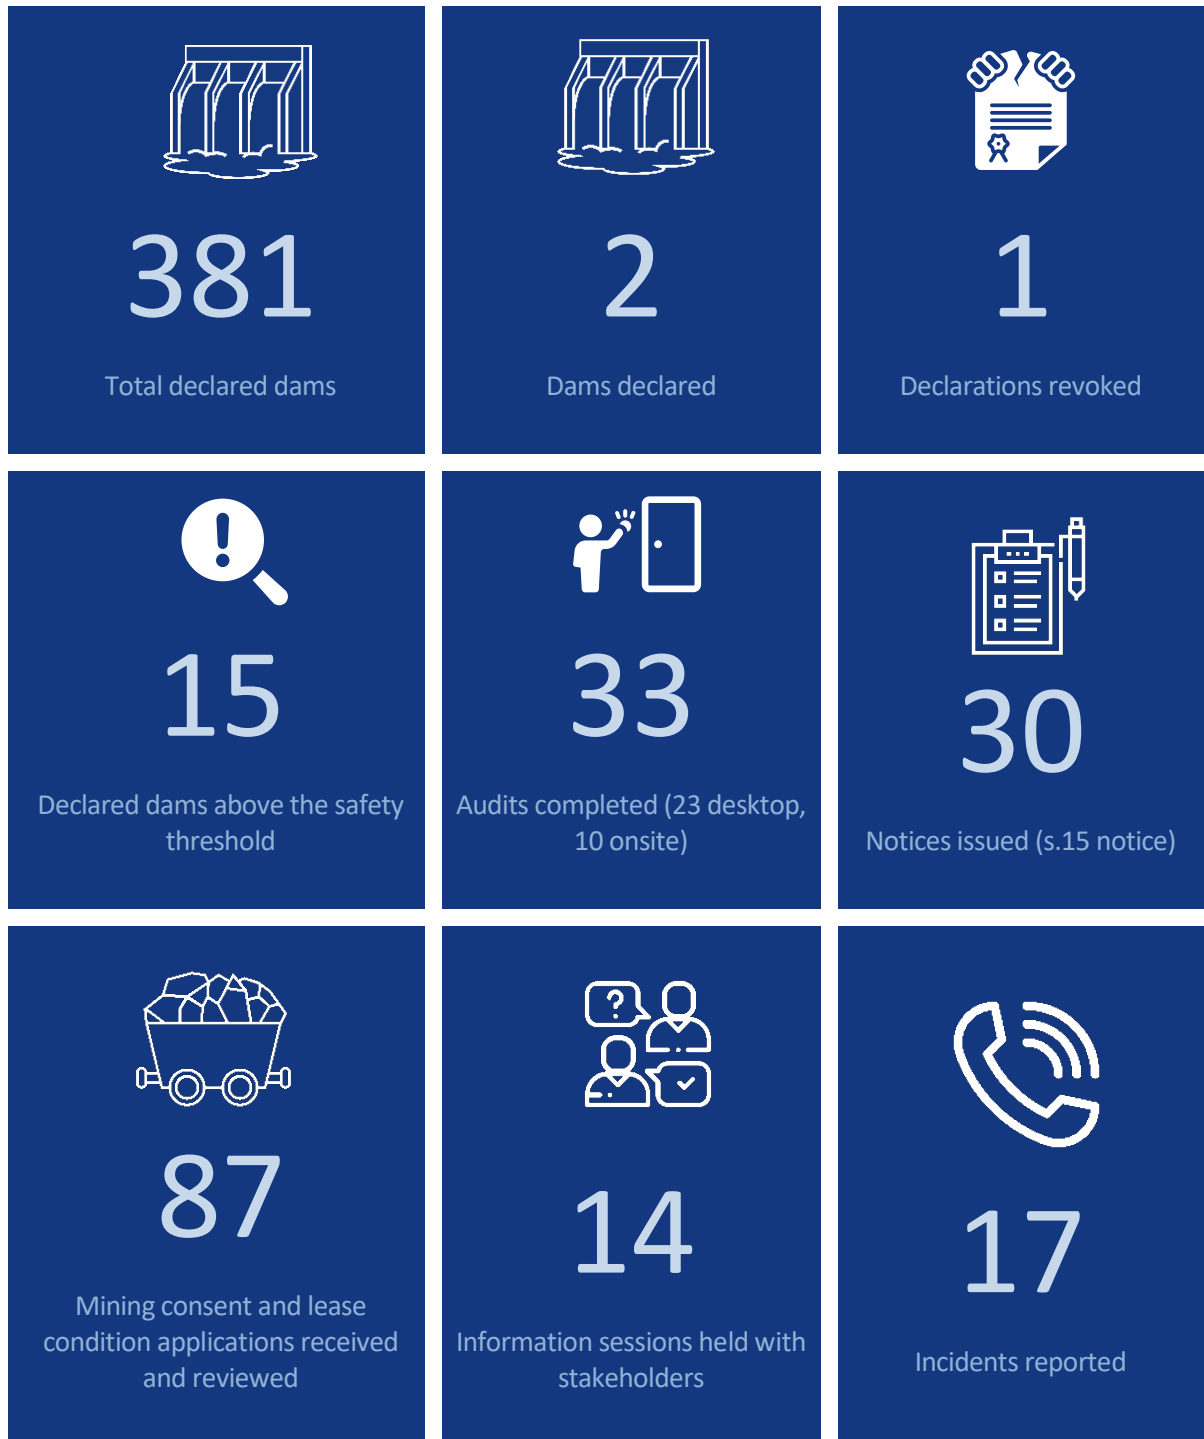 381
Total declared dams
2
Dams declared
1
Declarations revoked
15
Declared dams above the safety
threshold
33
Audits completed (23 desktop,
10 onsite)
30
Notices issued (s.15 notice)
87
Mining consent and lease
condition applications received
and reviewed
14
Information sessions held with
stakeholders
17
Incidents reported